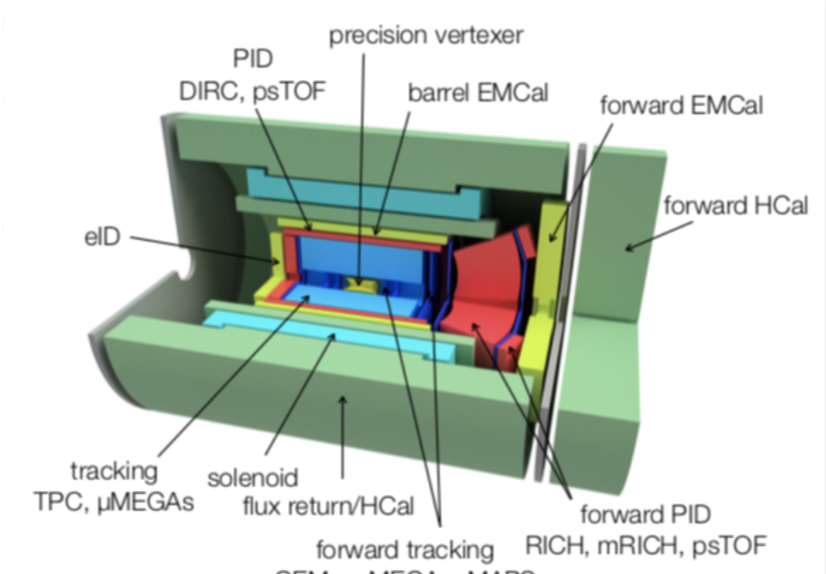 precision vertexer
PID
DIRC, psTOF
barrel EMCal
forward EMCal
forward HCal
eID
tracking
TPC, µMEGAs
solenoid
flux return/HCal
forward tracking
forward PID
RICH, mRICH, psTOF